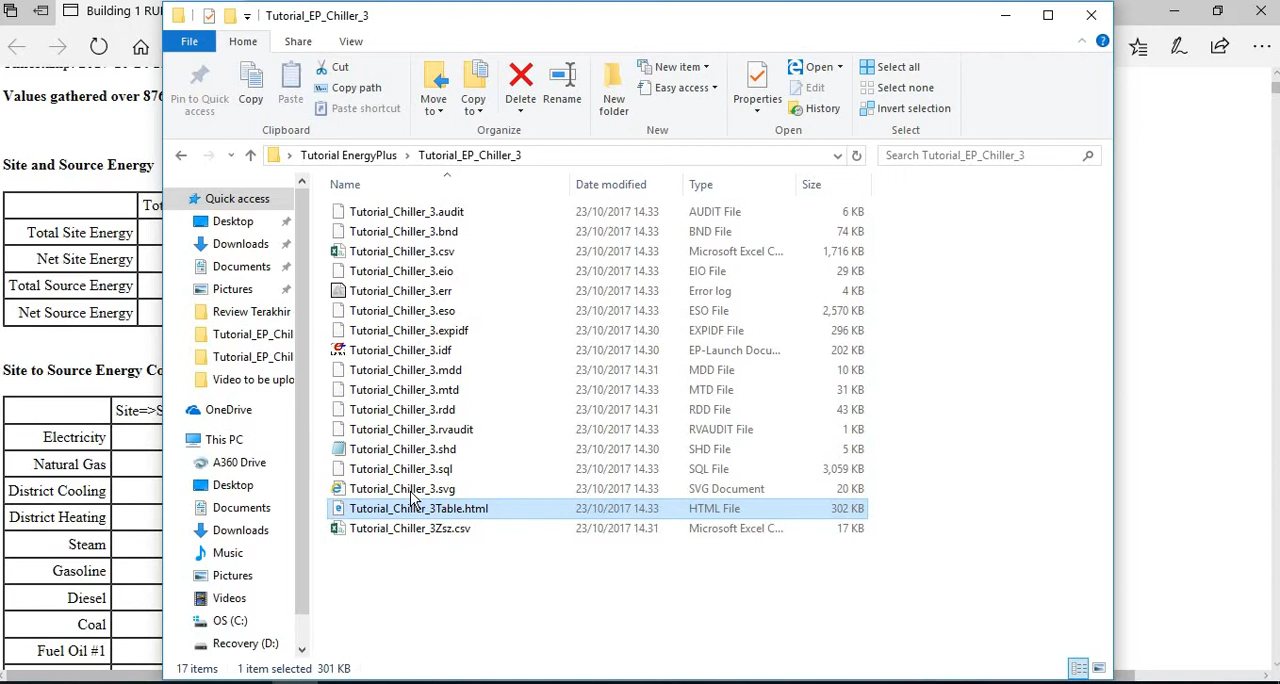 Building 1 RU
Tutorial_EP_Chiller_3
File Home Share View
Pin to Quick access
Copy
Paste
Cut
Copy path
Paste shortcut
Clipboard
Move to
Copy to
Delete
Rename
Organize
New folder
New item
Easy access
New
Properties
Open
Edit
History
Open
Select all
Select none
Invert selection
Select
Values gathered over 876
Tutorial EnergyPlus > Tutorial_EP_Chiller_3
Search Tutorial_EP_Chiller_3
Site and Source Energy
Tot
Total Site Energy
Net Site Energy
Total Source Energy
Net Source Energy
Site to Source Energy Co
Site=>S
Electricity
Natural Gas
District Cooling
District Heating
Steam
Gasoline
Diesel
Coal
Fuel Oil #1
Quick access
Desktop
Downloads
Documents
Pictures
Review Terakhir
Tutorial_EP_Chil
Tutorial_EP_Chil
Video to be uplo
OneDrive
This PC
A360 Drive
Desktop
Documents
Downloads
Music
Pictures
Videos
OS (C:)
Recovery (D:)
Name Date modified Type Size
Tutorial_Chiller_3.audit 23/10/2017 14.33 AUDIT File 6 KB
Tutorial_Chiller_3.bnd 23/10/2017 14.33 BND File 74 KB
Tutorial_Chiller_3.csv 23/10/2017 14.33 Microsoft Excel C... 1,716 KB
Tutorial_Chiller_3.eio 23/10/2017 14.33 EIO File 29 KB
Tutorial_Chiller_3.err 23/10/2017 14.33 Error log 4 KB
Tutorial_Chiller_3.eso 23/10/2017 14.33 ESO File 2,570 KB
Tutorial_Chiller_3.expidf 23/10/2017 14.30 EXPIDF File 296 KB
Tutorial_Chiller_3.idf 23/10/2017 14.30 EP-Launch Docu... 202 KB
Tutorial_Chiller_3.mdd 23/10/2017 14.31 MDD File 10 KB
Tutorial_Chiller_3.mtd 23/10/2017 14.33 MTD File 31 KB
Tutorial_Chiller_3.rdd 23/10/2017 14.31 RDD File 43 KB
Tutorial_Chiller_3.rvaudit 23/10/2017 14.33 RVAUDIT File 1 KB
Tutorial_Chiller_3.shd 23/10/2017 14.33 SHD File 5 KB
Tutorial_Chiller_3.sql 23/10/2017 14.33 SQL File 3,059 KB
Tutorial_Chiller_3.svg 23/10/2017 14.33 SVG Document 20 KB
Tutorial_Chiller_3Table.html 23/10/2017 14.33 HTML File 302 KB
Tutorial_Chiller_3Zsz.csv 23/10/2017 14.31 Microsoft Excel C... 17 KB
17 items 1 item selected 301 KB